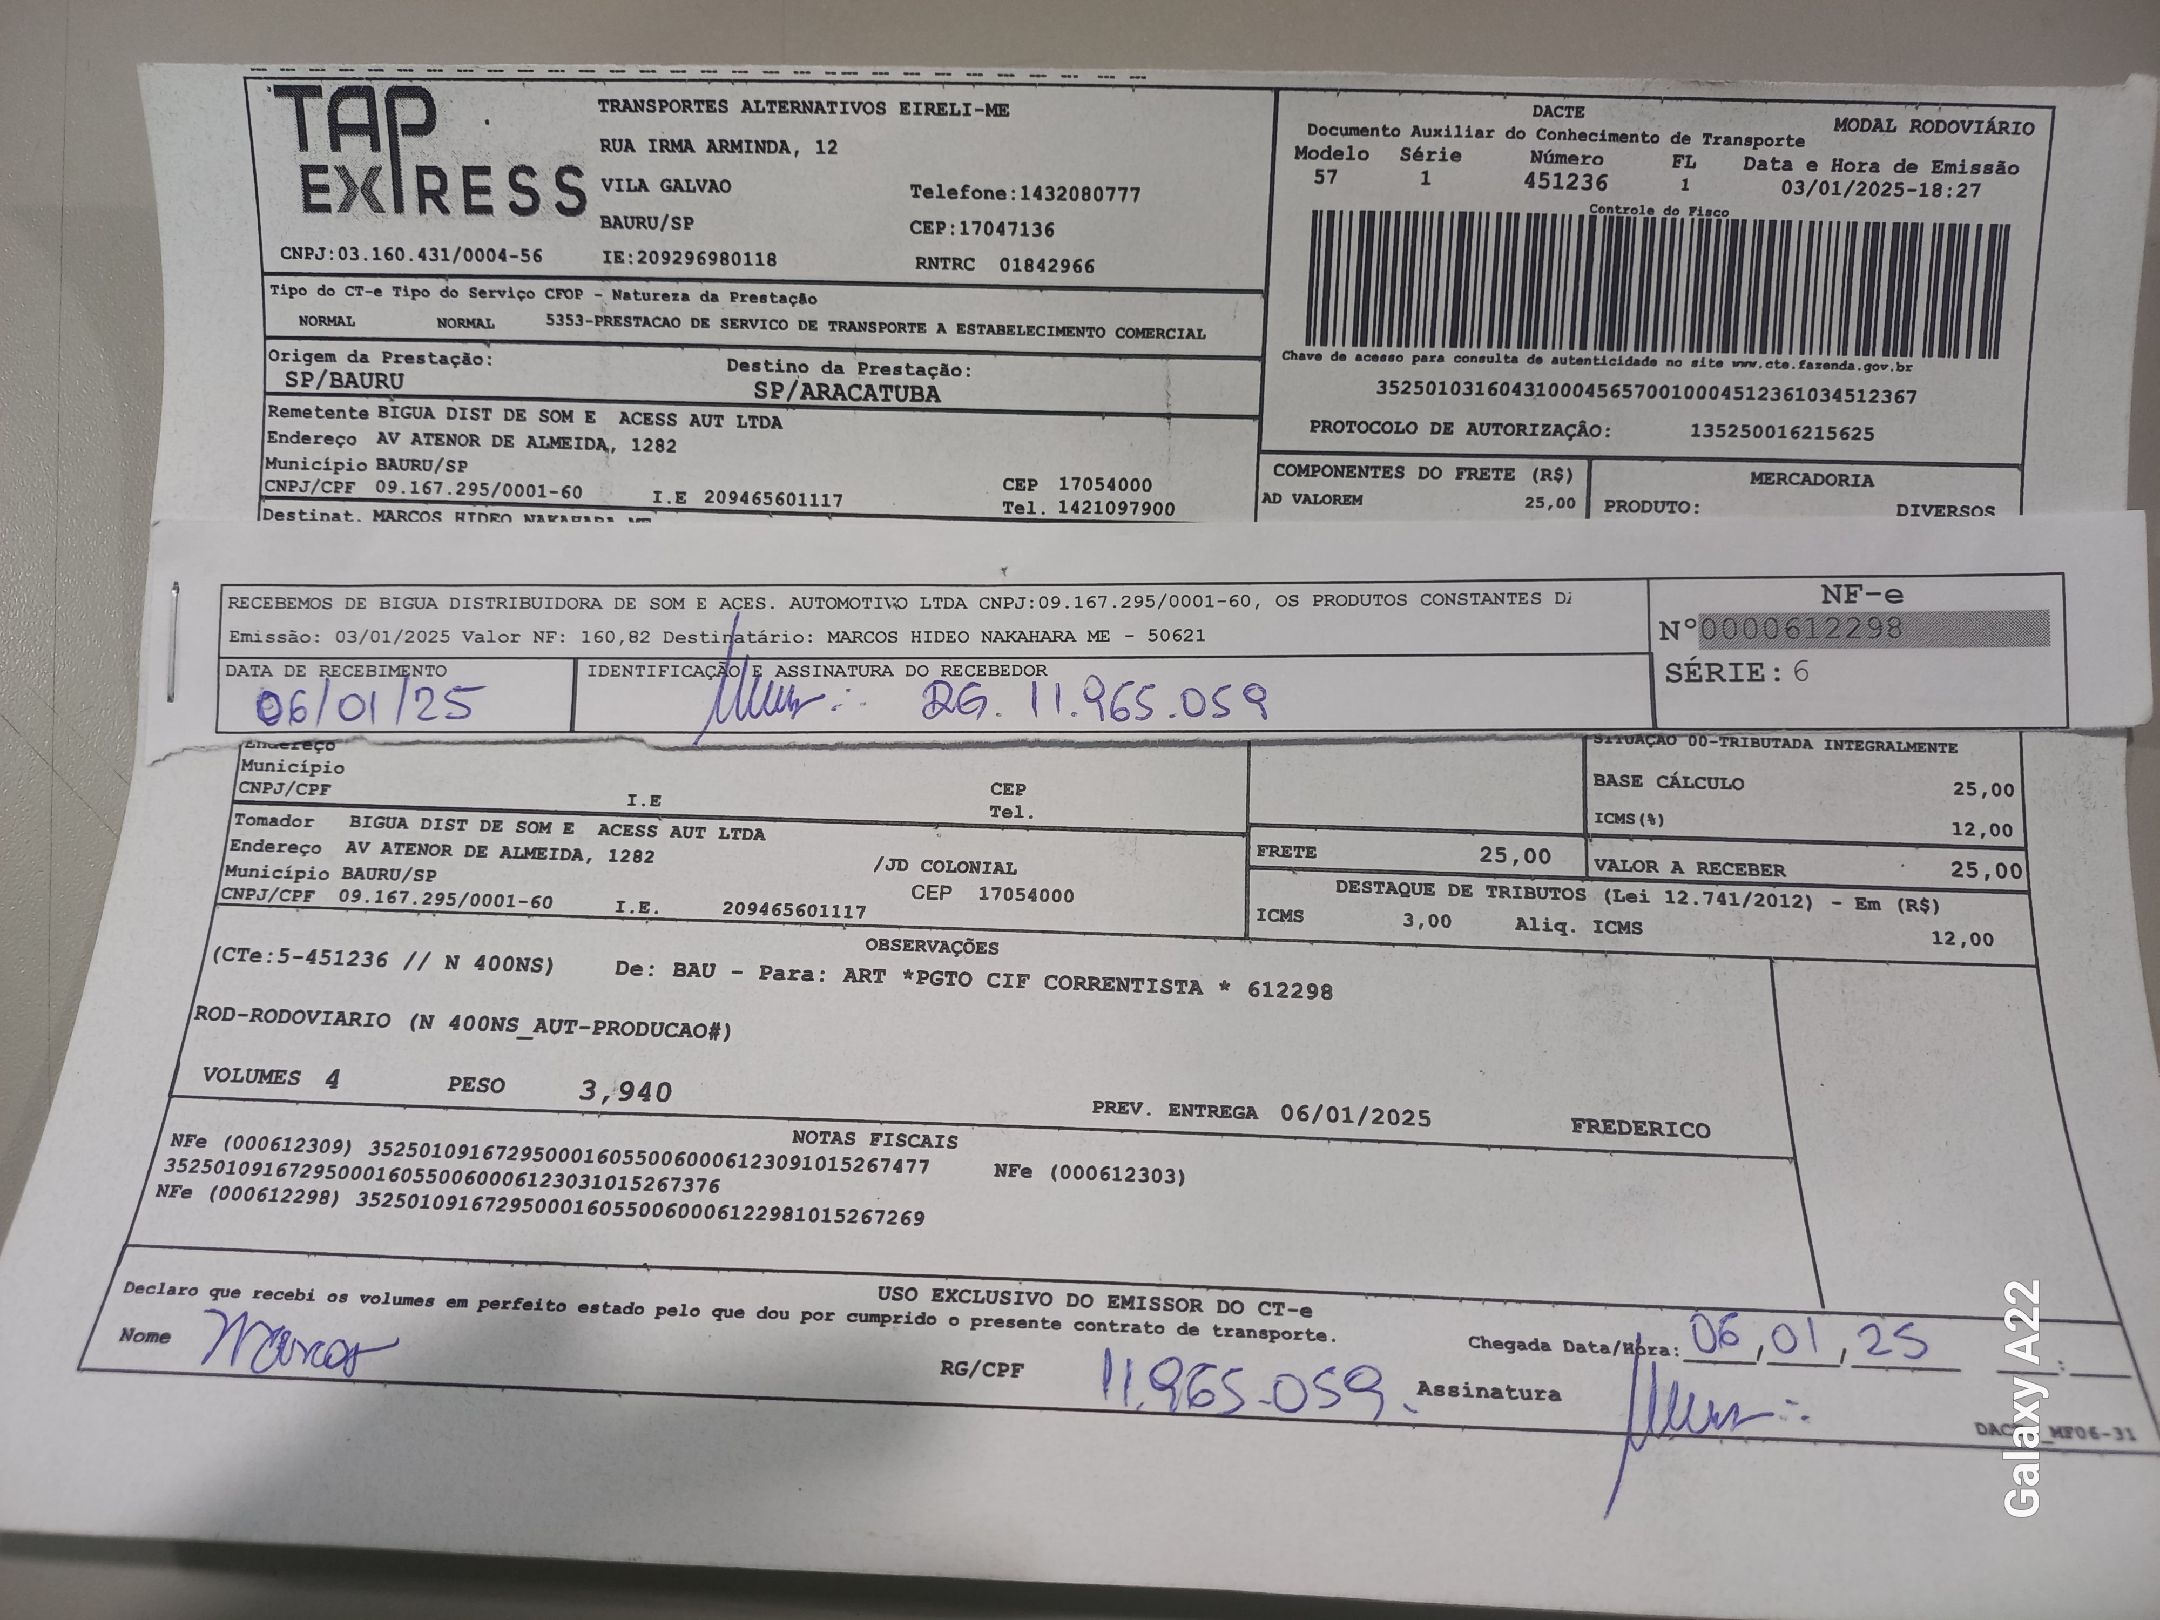 TAP EXPRESS
TRANSPORTES ALTERNATIVOS EIRELI-ME
RUA IRMA ARMINDA, 12
VILA GALVAO Telefone:1432080777
BAURU/SP CEP:17047136
CNPJ:03.160.431/0004-56 IE:209296980118 RNTRC 01842966
DACTE
Documento Auxiliar do Conhecimento de Transporte MODAL RODOVIÁRIO
Modelo Série Número FL Data e Hora de Emissão
57 1 451236 1 03/01/2025-18:27
Controle do Fisco
Chave de acesso para consulta de autenticidade no site www.cte.fazenda.gov.br
35250103160431000456570010004512361034512367
PROTOCOLO DE AUTORIZAÇÂO: 135250016215625
Tipo do CT-e Tipo do Serviço CFOP - Natureza da Prestação
NORMAL NORMAL 5353-PRESTACAO DE SERVICO DE TRANSPORTE A ESTABELECIMENTO COMERCIAL
Origem da Prestação: Destino da Prestação:
SP/BAURU SP/ARACATUBA
Remetente BIGUA DIST DE SOM E ACESS AUT LTDA
Endereço AV ATENOR DE ALMEIDA, 1282
Município BAURU/SP CEP 17054000
CNPJ/CPF 09.167.295/0001-60 I.E 209465601117 Tel. 1421097900
Destinat. MARCOS HIDEO NAKAHARA ME
COMPONENTES DO FRETE (R$) MERCADORIA
AD VALOREM 25,00 PRODUTO: DIVERSOS
RECEBEMOS DE BIGUA DISTRIBUIDORA DE SOM E ACES. AUTOMOTIVO LTDA CNPJ:09.167.295/0001-60, OS PRODUTOS CONSTANTES
Emissão: 03/01/2025 Valor NF: 160,82 Destinatário: MARCOS HIDEO NAKAHARA ME - 50621
DATA DE RECEBIMENTO IDENTIFICAÇÃO E ASSINATURA DO RECEBEDOR
06/01/25 RG. 11.965.059
NF-e
Nº0000612298
SÉRIE: 6
Endereço
Município CEP
CNPJ/CPF I.E Tel.
SITUAÇAO 00-TRIBUTADA INTEGRALMENTE
BASE CÁLCULO 25,00
ICMS(%) 12,00
FRETE 25,00 VALOR A RECEBER 25,00
DESTAQUE DE TRIBUTOS (Lei 12.741/2012) - Em (R$)
ICMS 3,00 Aliq. ICMS 12,00
Tomador BIGUA DIST DE SOM E ACESS AUT LTDA
Endereço AV ATENOR DE ALMEIDA, 1282 /JD COLONIAL
Município BAURU/SP CEP 17054000
CNPJ/CPF 09.167.295/0001-60 I.E. 209465601117
OBSERVAÇÕES
(CTe:5-451236 // N 400NS) De: BAU - Para: ART *PGTO CIF CORRENTISTA * 612298
ROD-RODOVIARIO (N 400NS_AUT-PRODUCAO#)
VOLUMES 4 PESO 3,940 PREV. ENTREGA 06/01/2025 FREDERICO
NOTAS FISCAIS
NFe (000612309) 35250109167295000160550060006123091015267477 NFe (000612303)
35250109167295000160550060006123031015267376
NFe (000612298) 35250109167295000160550060006122981015267269
USO EXCLUSIVO DO EMISSOR DO CT-e
Declaro que recebi os volumes em perfeito estado pelo que dou por cumprido o presente contrato de transporte.
Nome Marcos RG/CPF 11.965.059. Chegada Data/Hora: 06,01,25 :
Assinatura
DACTE_MF06-31
Galaxy A22